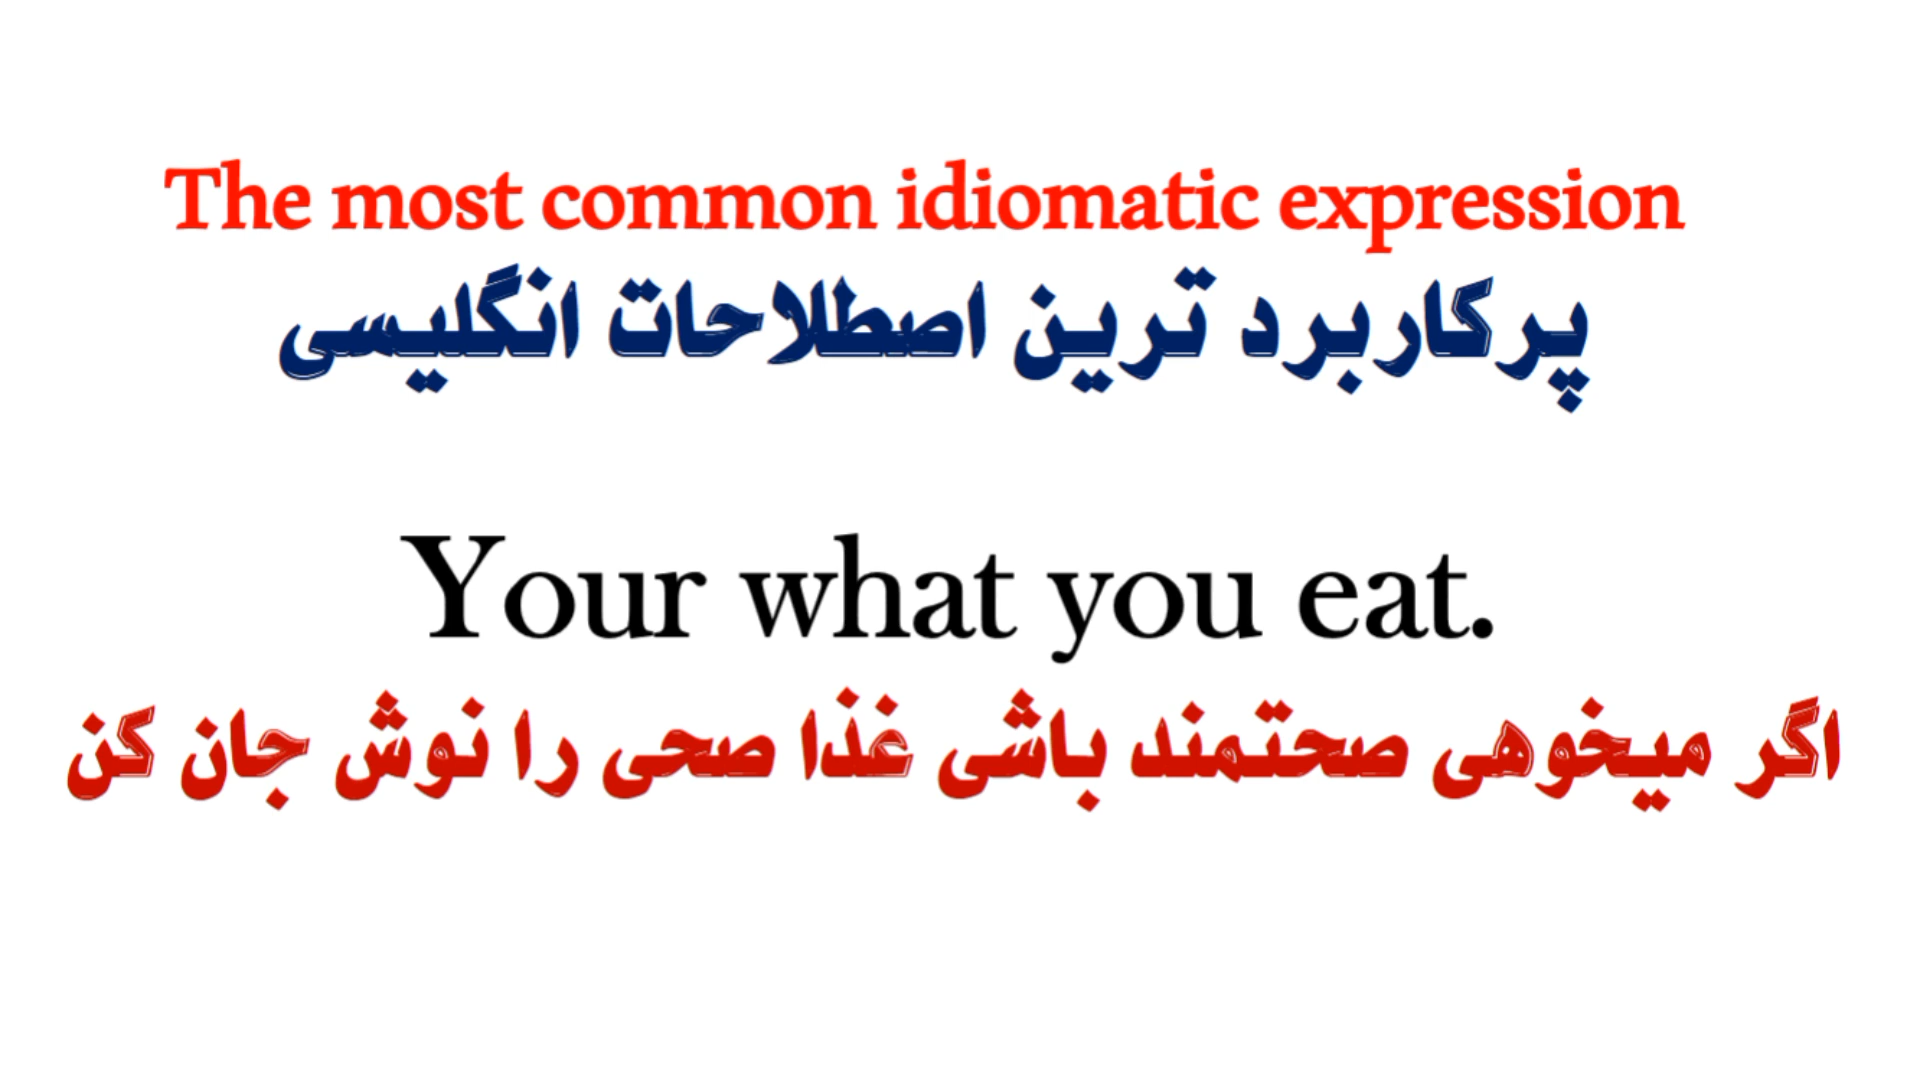 The most common idiomatic expression
پرکاربرد ترین اصطلاحات انگلیسی
Your what you eat.
اگر میخوهی صحتمند باشی غذا صحی را نوش جان کن